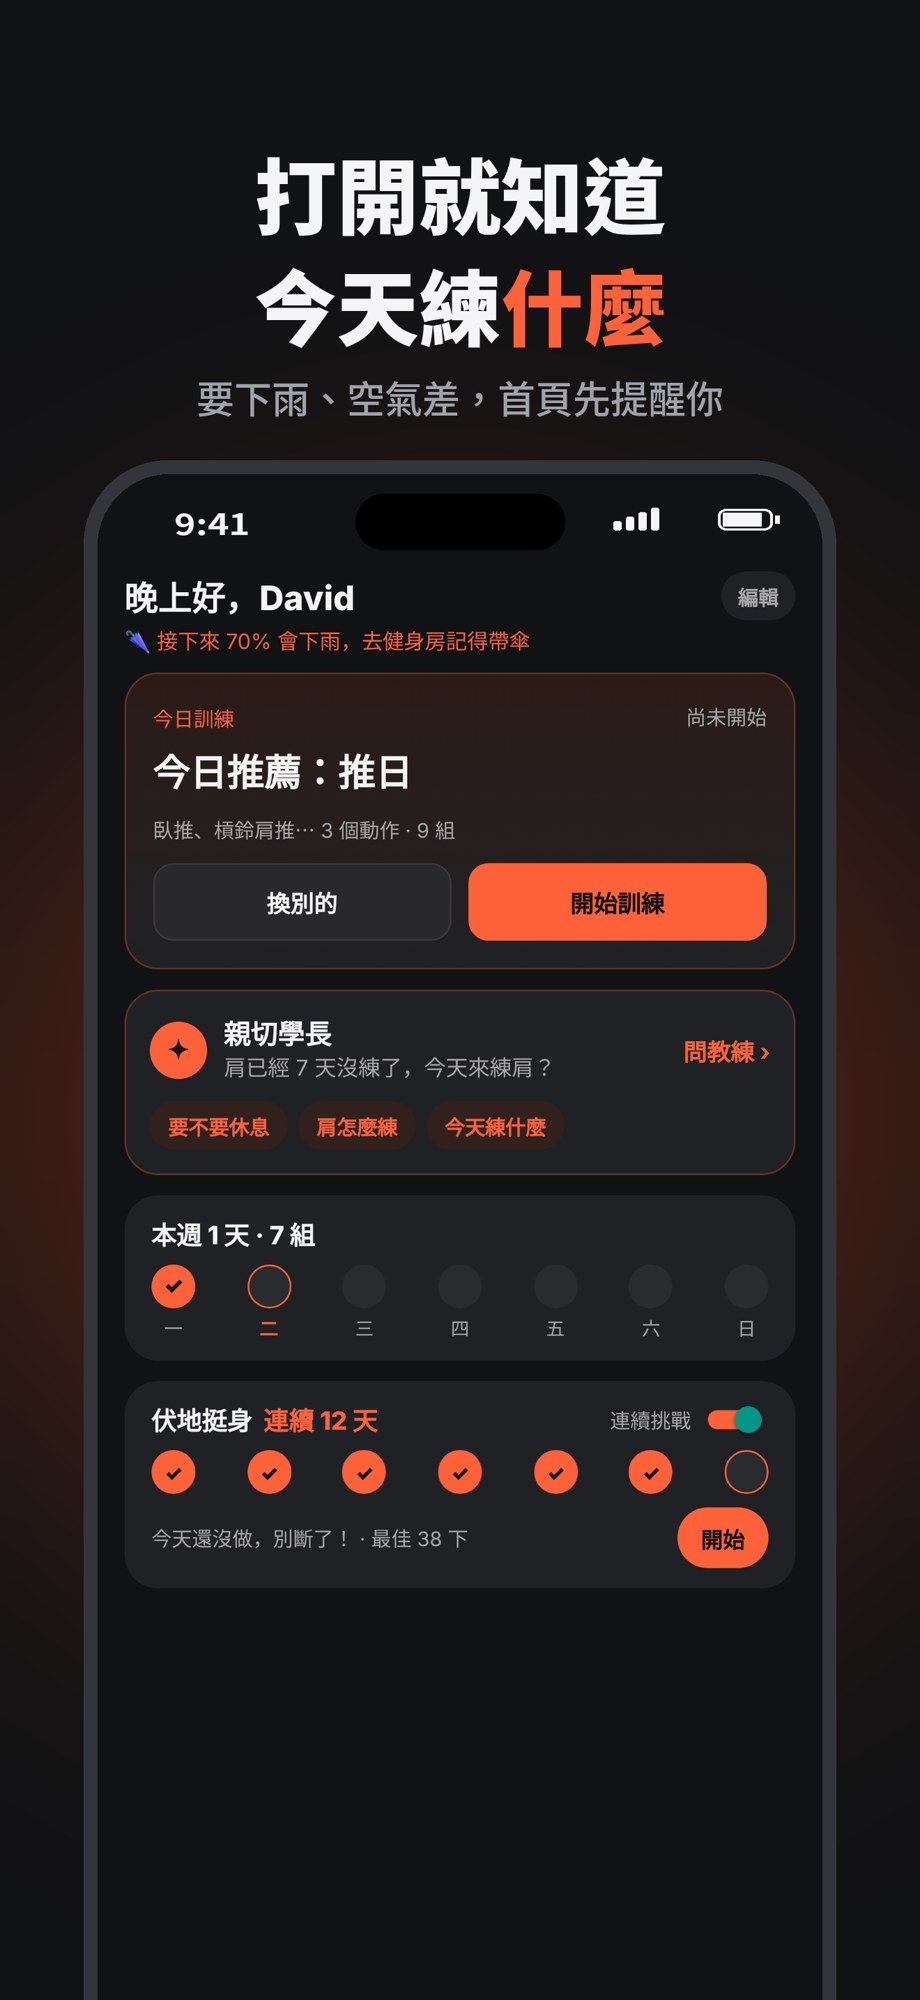 打開就知道
今天練什麼
要下雨、空氣差，首頁先提醒你
9:41
晚上好，David
編輯
接下來 70% 會下雨，去健身房記得帶傘
今日訓練
尚未開始
今日推薦：推日
臥推、槓鈴肩推… 3 個動作 · 9 組
換別的
開始訓練
親切學長
肩已經 7 天沒練了，今天來練肩？
問教練 ›
要不要休息
肩怎麼練
今天練什麼
本週 1 天 · 7 組
一 二 三 四 五 六 日
伏地挺身 連續 12 天
連續挑戰
今天還沒做，別斷了！ · 最佳 38 下
開始